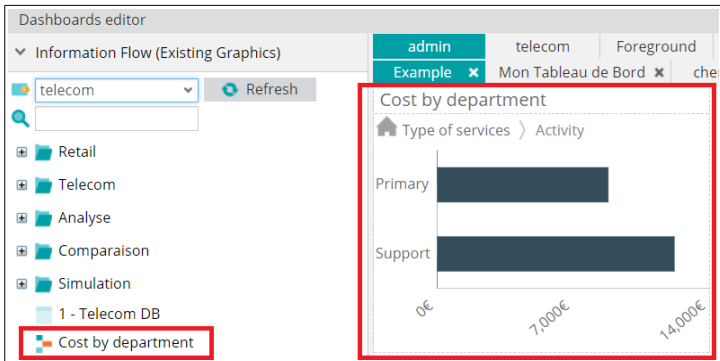 Dashboards editor
Information Flow (Existing Graphics)
telecom
Refresh
Retail
Telecom
Analyse
Comparaison
Simulation
1 - Telecom DB
Cost by department
admin telecom Foreground
Example × Mon Tableau de Bord ×
Cost by department
Type of services 〉 Activity
Primary
Support
0€ 7,000€ 14,000€